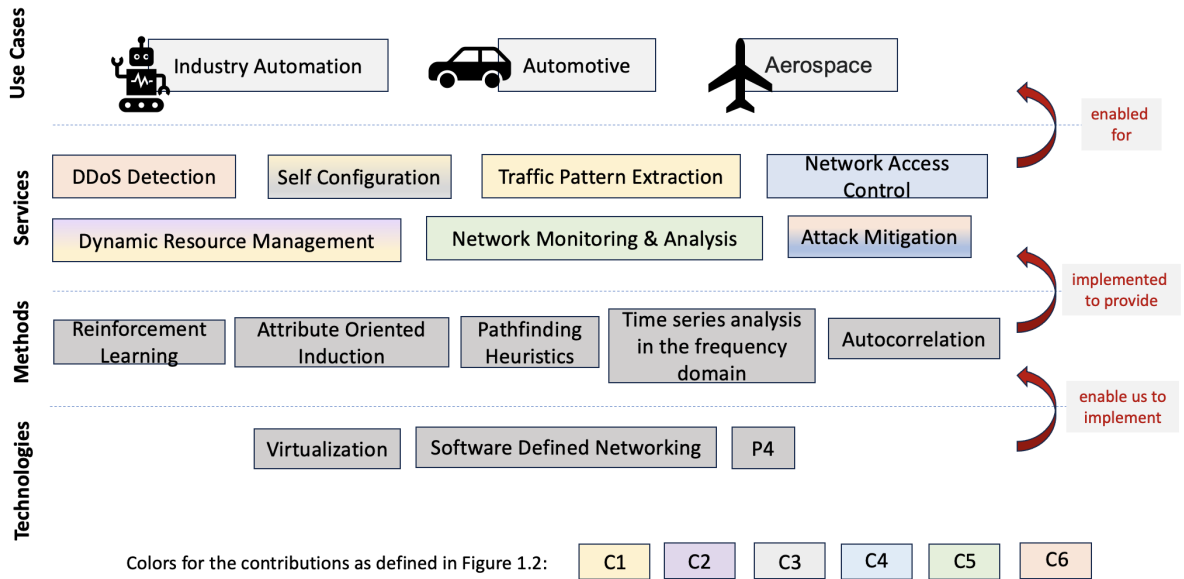 Use Cases
Industry Automation
Automotive
Aerospace
enabled
for
Services
DDoS Detection
Self Configuration
Traffic Pattern Extraction
Network Access
Control
Dynamic Resource Management
Network Monitoring & Analysis
Attack Mitigation
implemented
to provide
Methods
Reinforcement
Learning
Attribute Oriented
Induction
Pathfinding
Heuristics
Time series analysis
in the frequency
domain
Autocorrelation
enable us to
implement
Technologies
Virtualization
Software Defined Networking
P4
Colors for the contributions as defined in Figure 1.2:
C1
C2
C3
C4
C5
C6